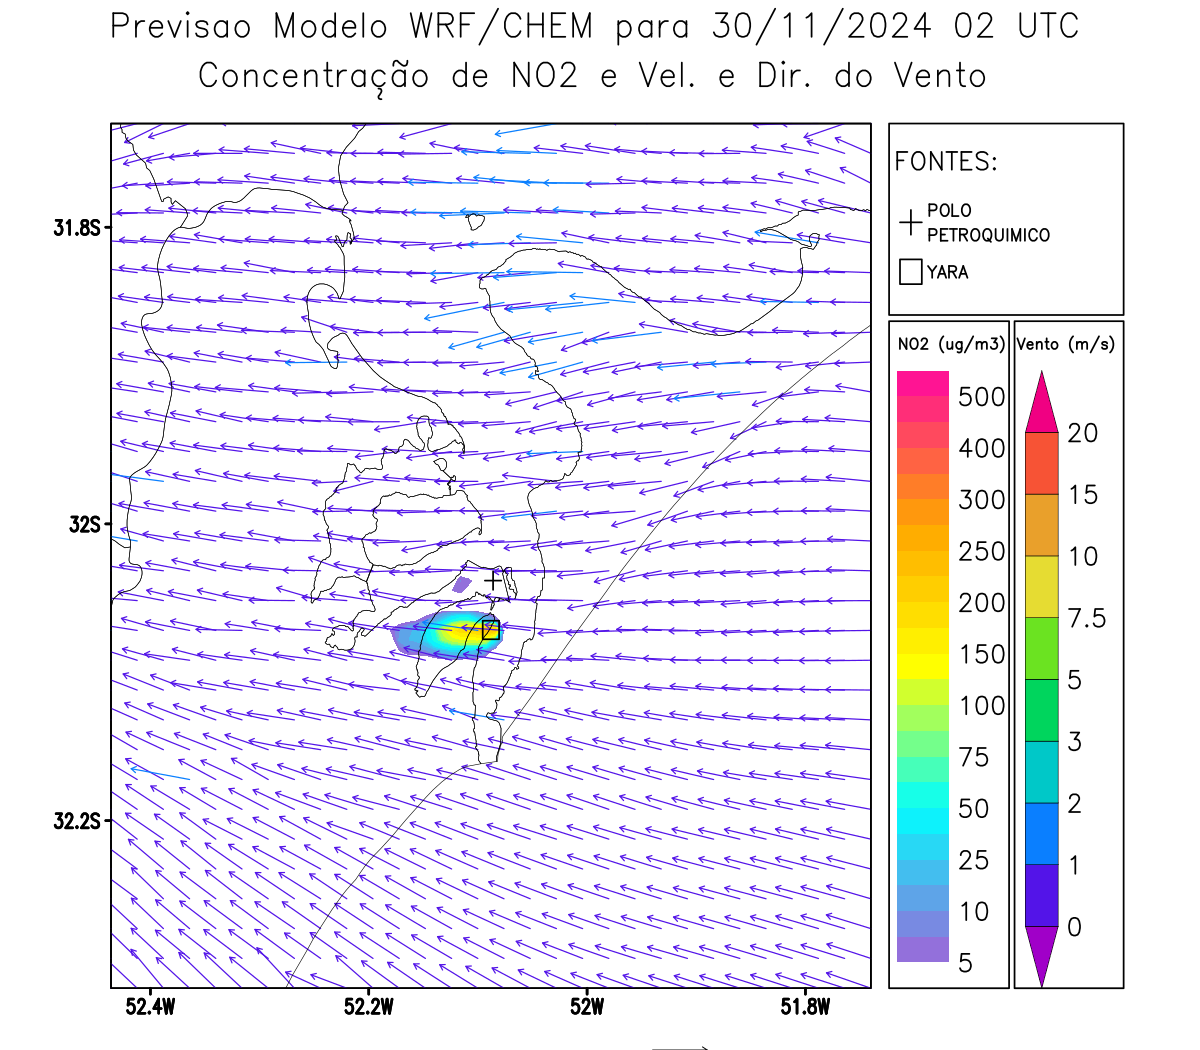 Previsao Modelo WRF/CHEM para 30/11/2024 02 UTC
Concentração de NO2 e Vel. e Dir. do Vento
FONTES:
POLO
PETROQUIMICO
YARA
NO2 (ug/m3)
500
400
300
250
200
150
100
75
50
25
10
5
Vento (m/s)
20
15
10
7.5
5
3
2
1
0
31.8S
32S
32.2S
52.4W
52.2W
52W
51.8W